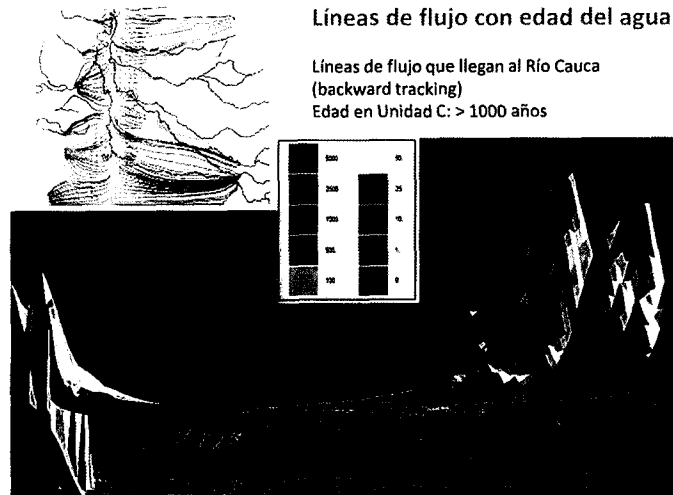 Líneas de flujo con edad del agua
Líneas de flujo que llegan al Río Cauca
(backward tracking)
Edad en Unidad C: > 1000 años
5000 50.
2500 25.
1000. 10.
500. 1.
100 0